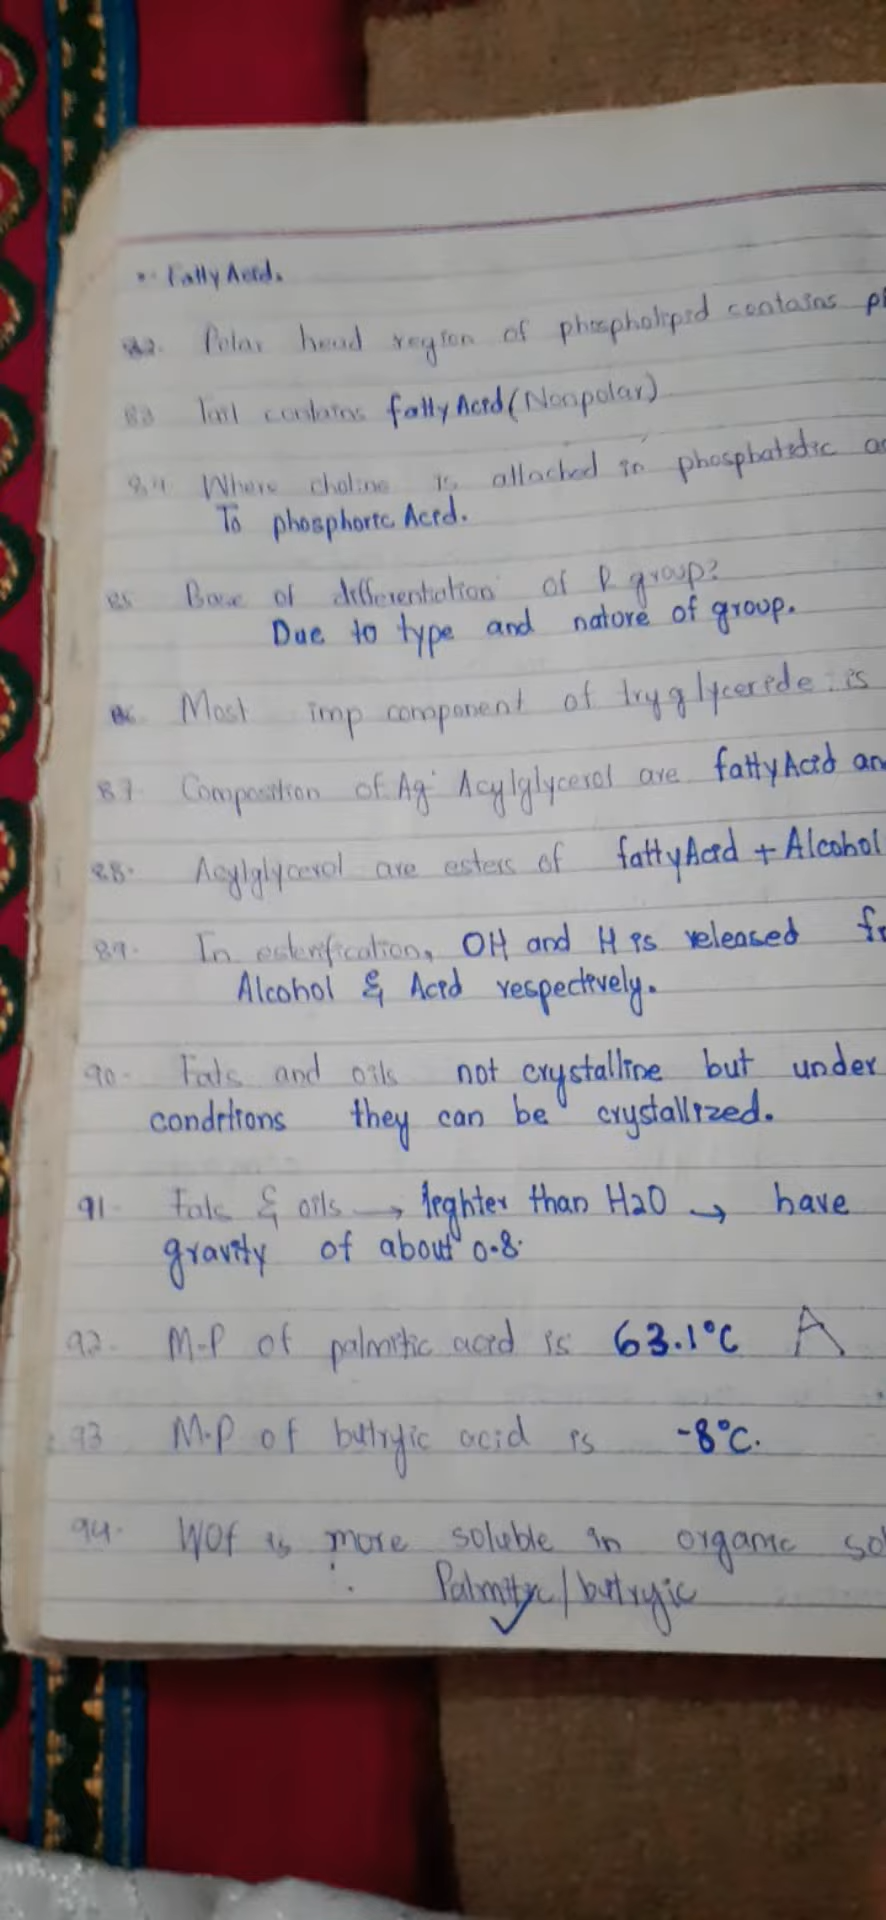 Fatty Acid.
82. Polar head region of phospholipid contains
83 Tail contains fatty Acid (Nonpolar)
84 Where choline is attached in phosphatidic
To phosphoric Acid.
85 Base of differentiation of R group?
Due to type and nature of group.
86 Most imp component of tryglyceride is
87 Composition of Ag Acylglycerol are fatty Acid
88. Acylglycerol are esters of fatty Acid + Alcohol
89. In esterification, OH and H is released
Alcohol & Acid respectively.
90- Fats and oils not crystalline but under
conditions they can be crystallized.
91- Fats & oils → leghter than H2O → have
gravity of about 0.8.
92- M.P of palmitic acid is 63.1°C A
93 M.P of butryic acid is -8°C.
94. WOf is more soluble in organic
Palmityc / butryic